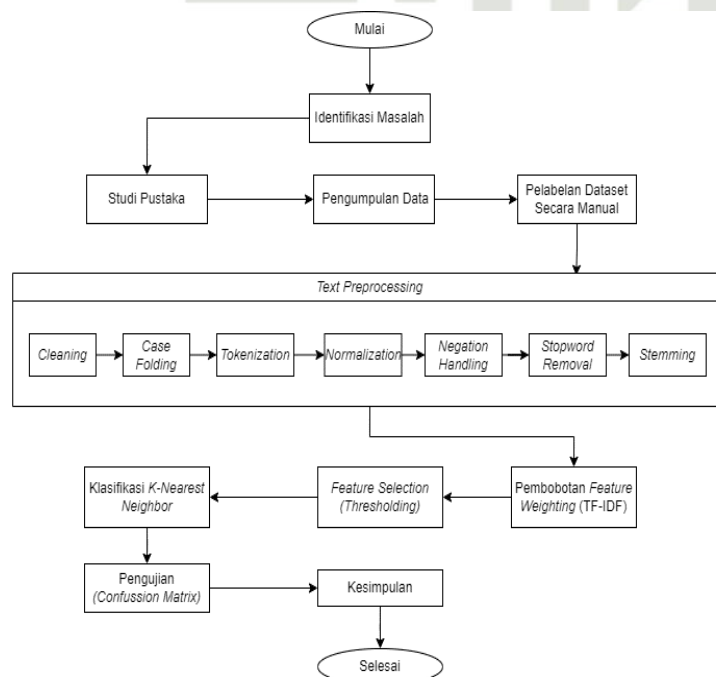 Mulai
Identifikasi Masalah
Studi Pustaka
Pengumpulan Data
Pelabelan Dataset
Secara Manual
Text Preprocessing
Cleaning
Case
Folding
Tokenization
Normalization
Negation
Handling
Stopword
Removal
Stemming
Pembobotan Feature
Weighting (TF-IDF)
Feature Selection
(Thresholding)
Klasifikasi K-Nearest
Neighbor
Pengujian
(Confussion Matrix)
Kesimpulan
Selesai